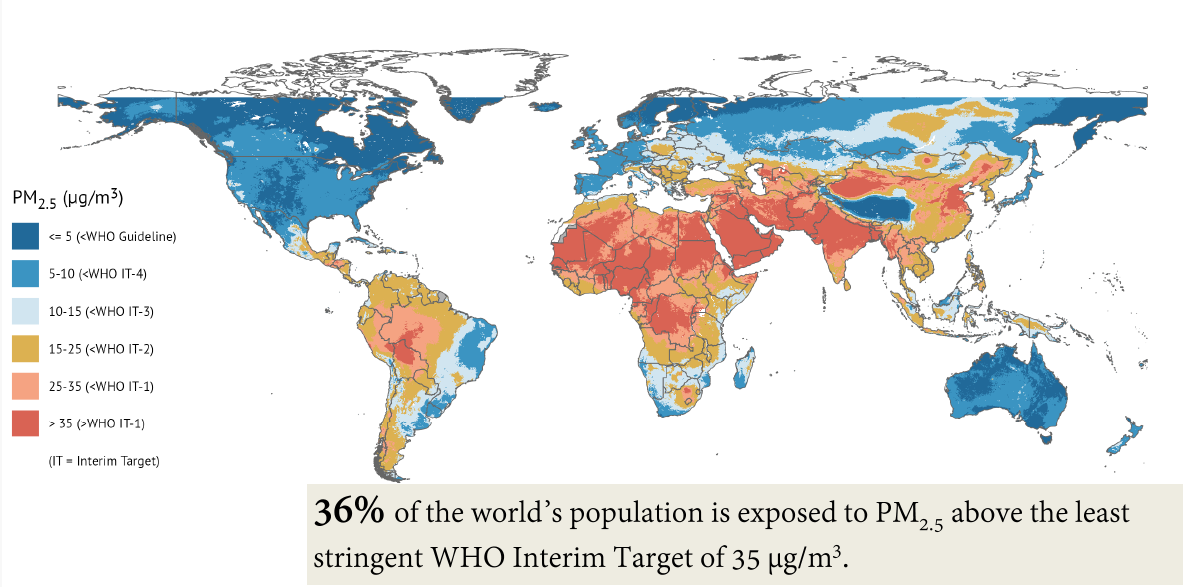 PM2.5 (µg/m³)
<= 5 (<WHO Guideline)
5-10 (<WHO IT-4)
10-15 (<WHO IT-3)
15-25 (<WHO IT-2)
25-35 (<WHO IT-1)
> 35 (>WHO IT-1)
(IT = Interim Target)
36% of the world’s population is exposed to PM2.5 above the least
stringent WHO Interim Target of 35 µg/m³.